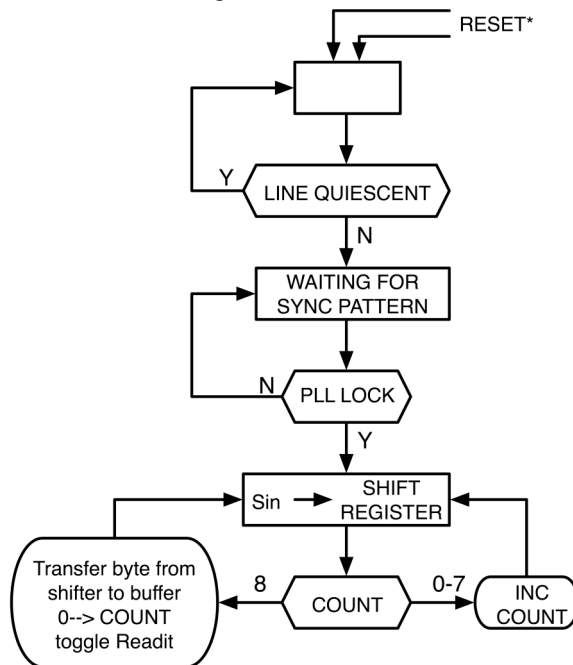 RESET*
Y
LINE QUIESCENT
N
WAITING FOR
SYNC PATTERN
N
PLL LOCK
Y
Sin
SHIFT
REGISTER
Transfer byte from
shifter to buffer
0--> COUNT
toggle Readit
8
COUNT
0-7
INC
COUNT